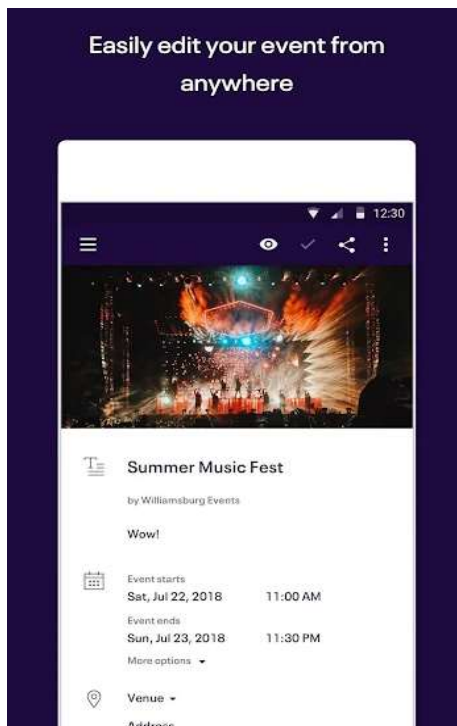 Easily edit your event from
anywhere
12:30
Summer Music Fest
by Williamsburg Events
Wow!
Event starts
Sat, Jul 22, 2018 11:00 AM
Event ends
Sun, Jul 23, 2018 11:30 PM
More options
Venue
Address